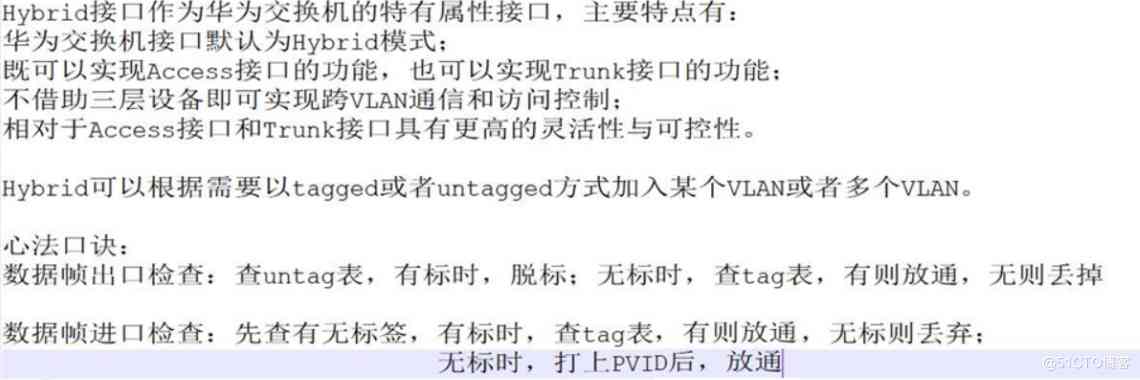 Hybrid接口作为华为交换机的特有属性接口，主要特点有：
华为交换机接口默认为Hybrid模式；
既可以实现Access接口的功能，也可以实现Trunk接口的功能；
不借助三层设备即可实现跨VLAN通信和访问控制；
相对于Access接口和Trunk接口具有更高的灵活性与可控性。
Hybrid可以根据需要以tagged或者untagged方式加入某个VLAN或者多个VLAN。
心法口诀：
数据帧出口检查：查untag表，有标时，脱标；无标时，查tag表，有则放通，无则丢掉
数据帧进口检查：先查有无标签，有标时，查tag表，有则放通，无标则丢弃；
无标时，打上PVID后，放通
@51CTO博客